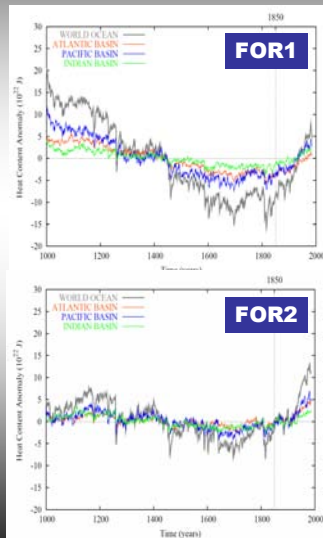 1850
FOR1
WORLD OCEAN
ATLANTIC BASIN
PACIFIC BASIN
INDIAN BASIN
Heat Content Anomaly (10²² J)
30
25
20
15
10
5
0
-5
-10
-15
-20
1000 1200 1400 1600 1800 2000
Time (years)
1850
FOR2
WORLD OCEAN
ATLANTIC BASIN
PACIFIC BASIN
INDIAN BASIN
Heat Content Anomaly (10²² J)
30
25
20
15
10
5
0
-5
-10
-15
-20
1000 1200 1400 1600 1800 2000
Time (years)